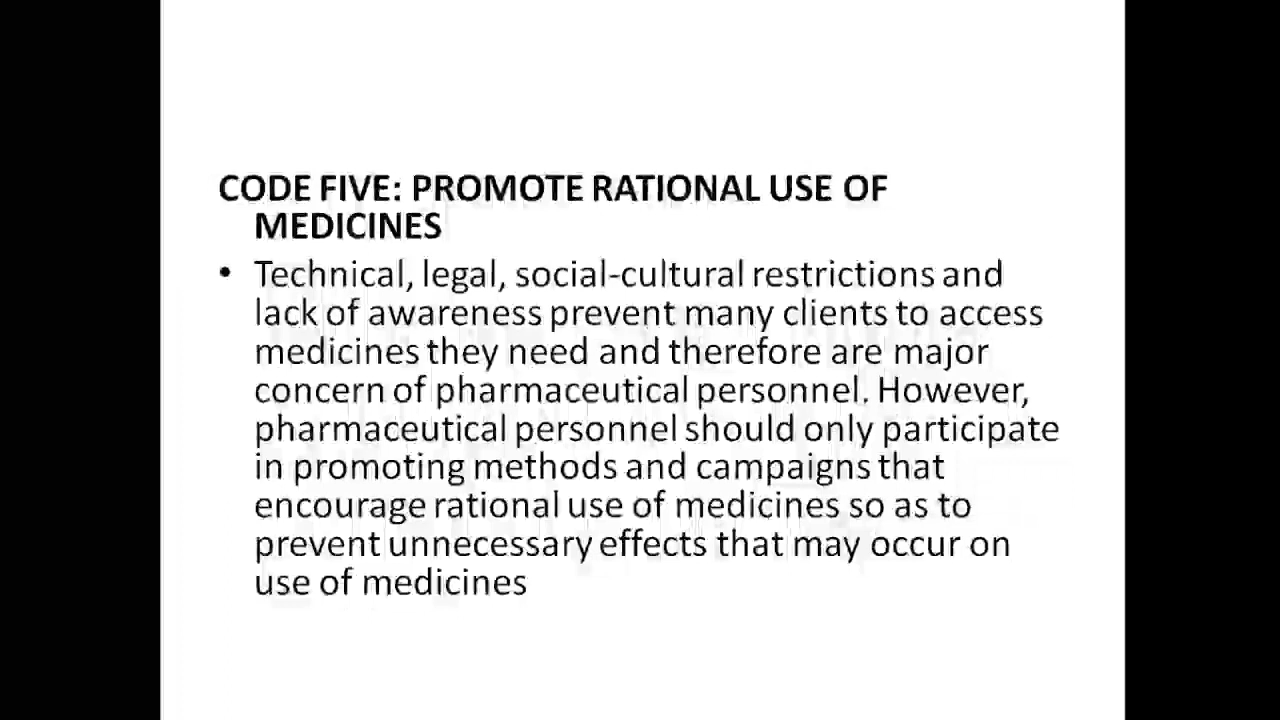 CODE FIVE: PROMOTE RATIONAL USE OF
MEDICINES
• Technical, legal, social-cultural restrictions and
lack of awareness prevent many clients to access
medicines they need and therefore are major
concern of pharmaceutical personnel. However,
pharmaceutical personnel should only participate
in promoting methods and campaigns that
encourage rational use of medicines so as to
prevent unnecessary effects that may occur on
use of medicines